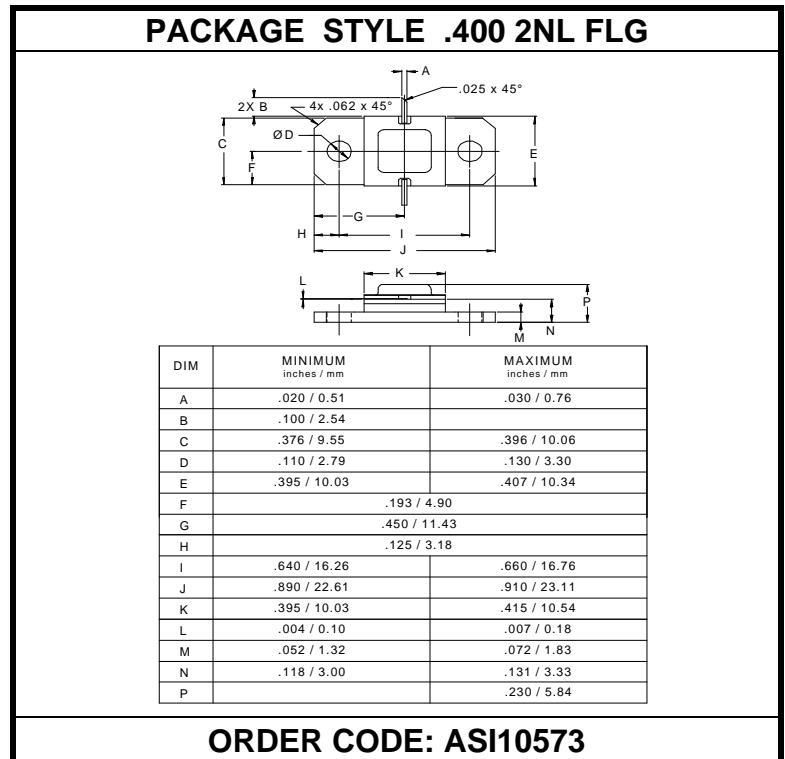 PACKAGE STYLE .400 2NL FLG
A
.025 x 45°
2X B
4x .062 x 45°
ØD
C
E
F
G
H
I
J
K
L
P
N
M
DIM MINIMUM inches / mm MAXIMUM inches / mm
A .020 / 0.51 .030 / 0.76
B .100 / 2.54
C .376 / 9.55 .396 / 10.06
D .110 / 2.79 .130 / 3.30
E .395 / 10.03 .407 / 10.34
F .193 / 4.90
G .450 / 11.43
H .125 / 3.18
I .640 / 16.26 .660 / 16.76
J .890 / 22.61 .910 / 23.11
K .395 / 10.03 .415 / 10.54
L .004 / 0.10 .007 / 0.18
M .052 / 1.32 .072 / 1.83
N .118 / 3.00 .131 / 3.33
P .230 / 5.84
ORDER CODE: ASI10573